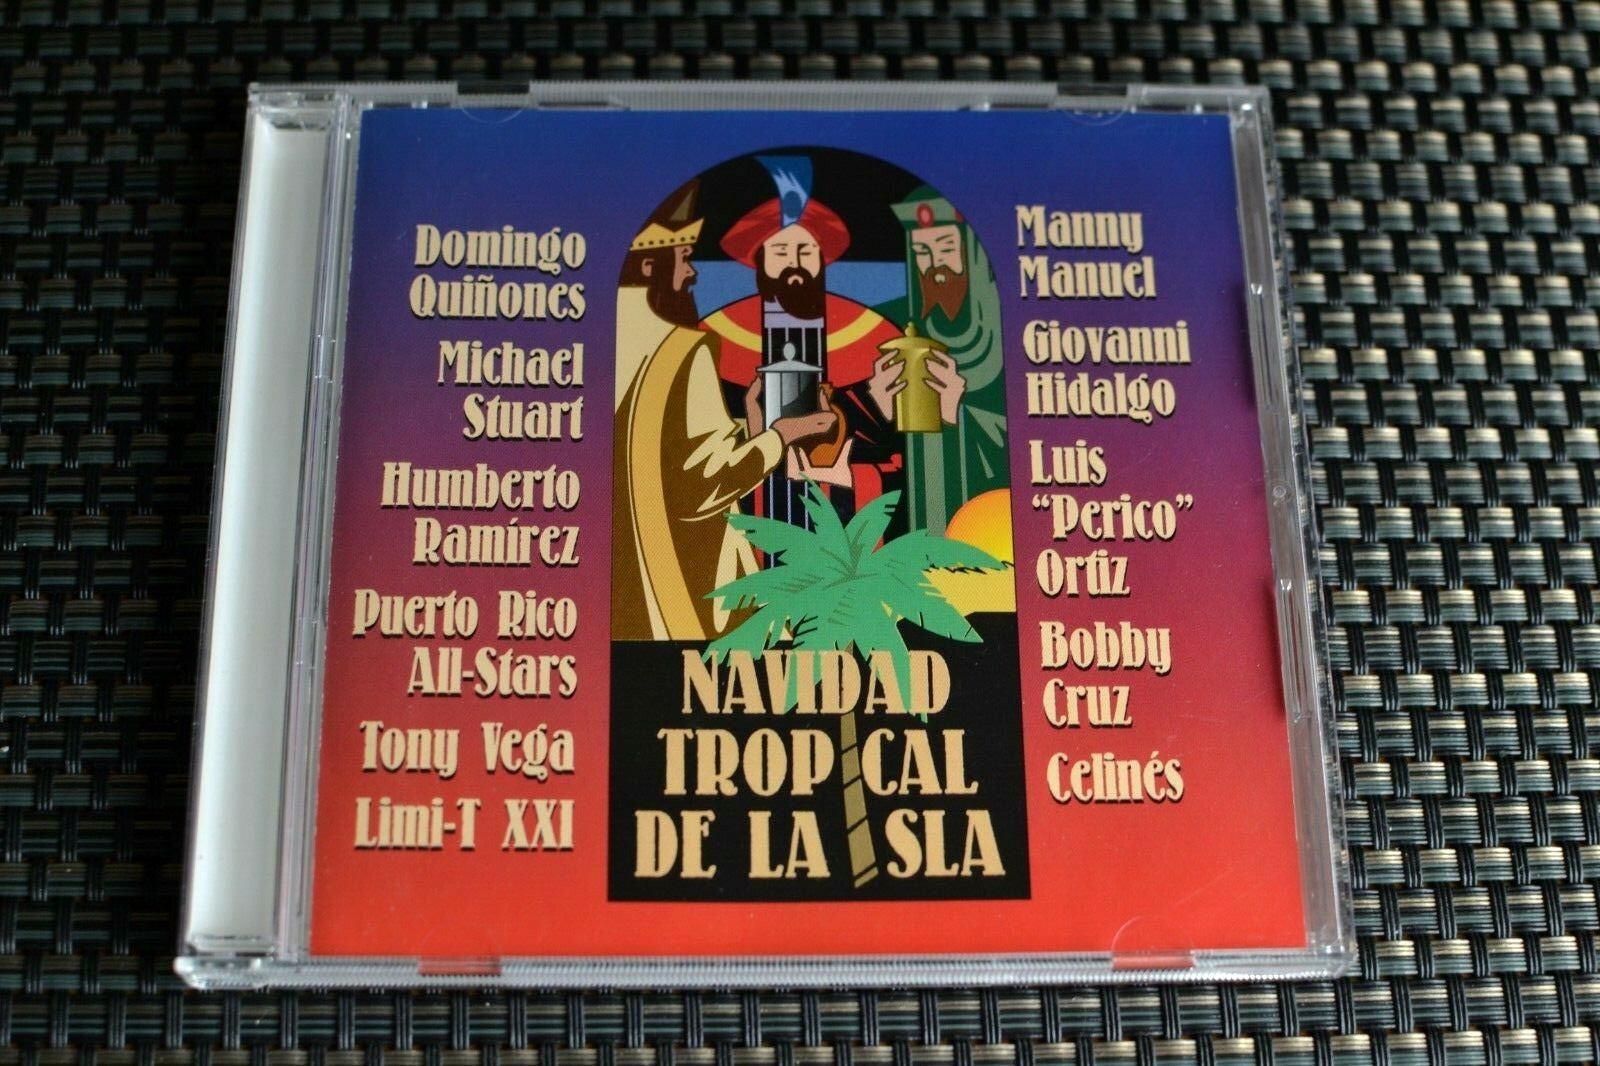 Domingo
Quiñones
Michael
Stuart
Humberto
Ramírez
Puerto Rico
All-Stars
Tony Vega
Limi-T XXI
Manny
Manuel
Giovanni
Hidalgo
Luis
“Perico”
Ortiz
Bobby
Cruz
Celinés
NAVIDAD
TROPICAL
DE LA ISLA